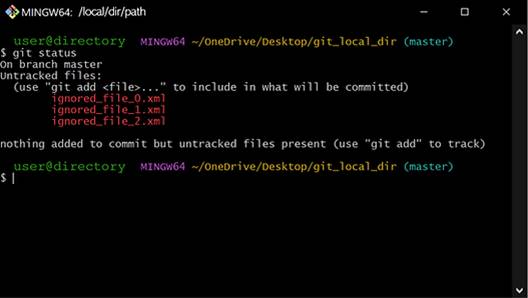 MINGW64: /local/dir/path
user@directory MINGW64 ~/OneDrive/Desktop/git_local_dir (master)
$ git status
On branch master
Untracked files:
(use "git add <file>..." to include in what will be committed)
ignored_file_0.xml
ignored_file_1.xml
ignored_file_2.xml
nothing added to commit but untracked files present (use "git add" to track)
user@directory MINGW64 ~/OneDrive/Desktop/git_local_dir (master)
$